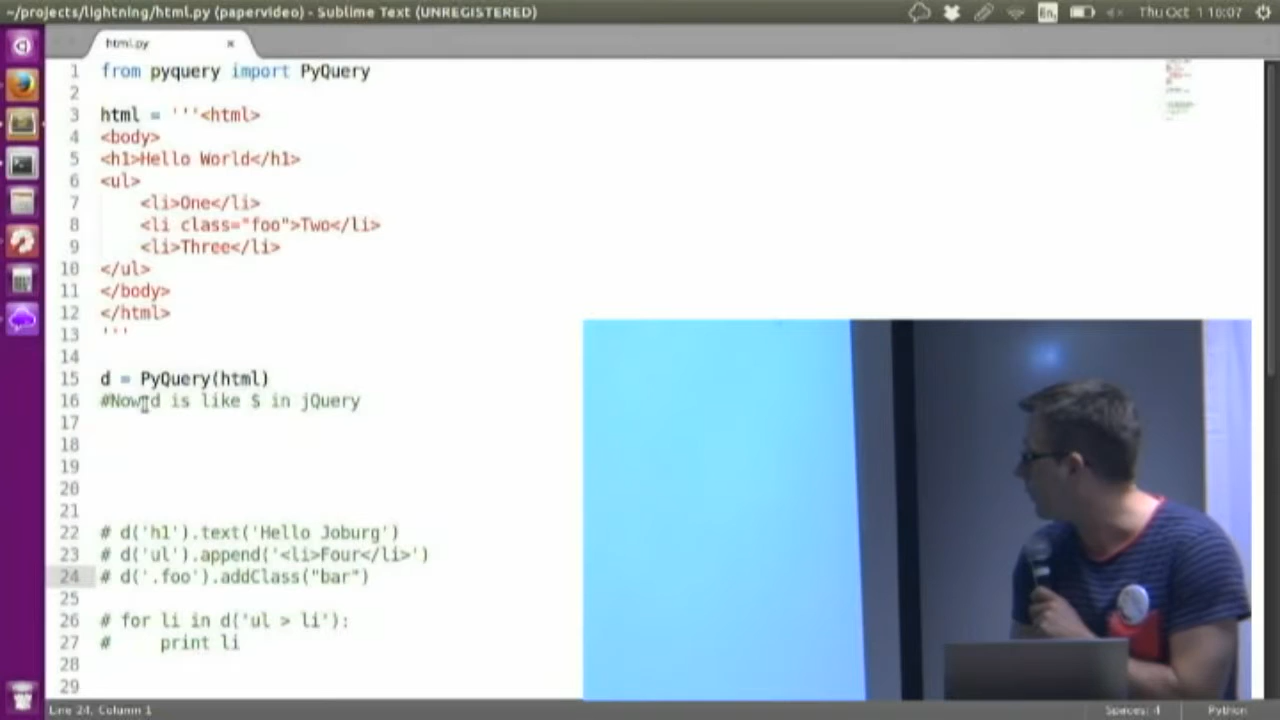 ~/projects/lightning/html.py (papervideo) - Sublime Text (UNREGISTERED)
En
Thu Oct 1 16:07
html.py
1 from pyquery import PyQuery
2
3 html = '''<html>
4 <body>
5 <h1>Hello World</h1>
6 <ul>
7 <li>One</li>
8 <li class="foo">Two</li>
9 <li>Three</li>
10 </ul>
11 </body>
12 </html>
13 '''
14
15 d = PyQuery(html)
16 #Now d is like $ in jQuery
17
18
19
20
21
22 # d('h1').text('Hello Joburg')
23 # d('ul').append('<li>Four</li>')
24 # d('.foo').addClass("bar")
25
26 # for li in d('ul > li'):
27 # print li
28
29
Line 24, Column 1
Spaces: 4
Python